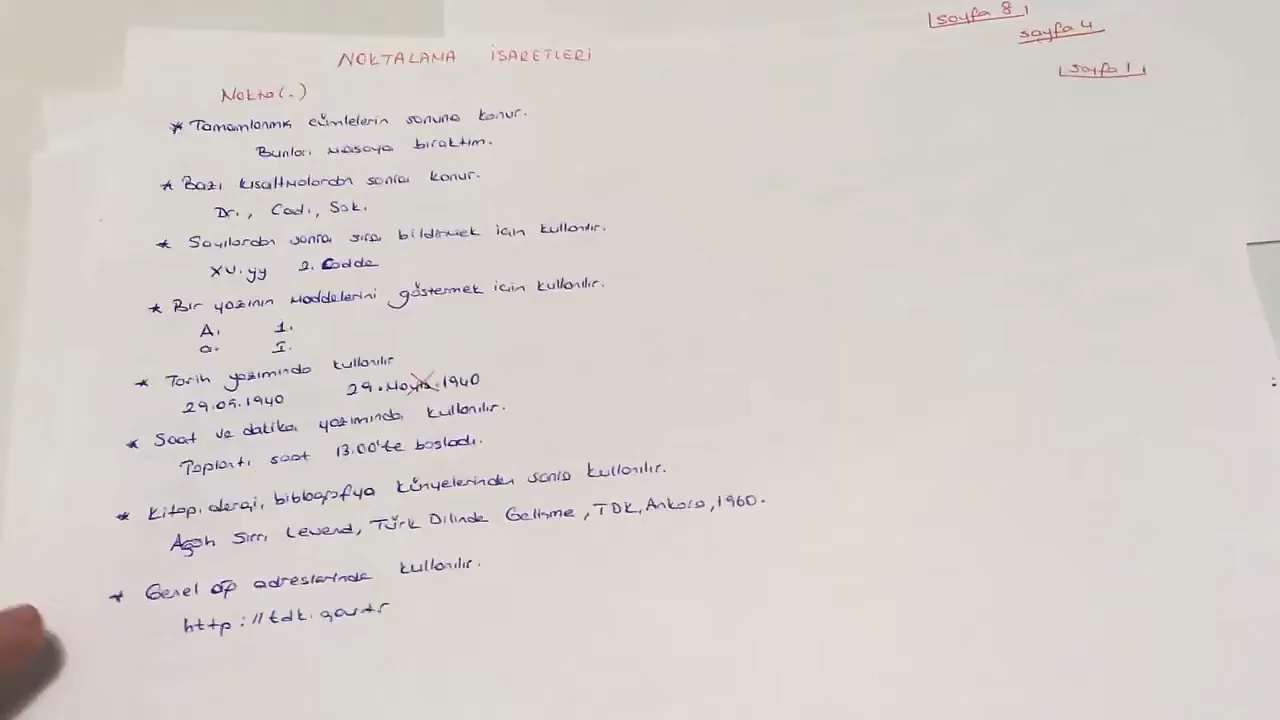 sayfa 8
sayfa 4
sayfa 1
NOKTALAMA İŞARETLERİ
Nokta (.)
* Tamamlanmış cümlelerin sonuna konur.
Bunları masaya bıraktım.
* Bazı kısaltmalardan sonra konur.
Dr., Cad., Sok.
* Sayılardan sonra sıra bildirmek için kullanılır.
XV. yy 2. Cadde
* Bir yazının maddelerini göstermek için kullanılır.
A. 1.
a. I.
* Tarih yazımında kullanılır
29.05.1940 29.Mayıs.1940
* Saat ve dakika yazımında kullanılır.
Toplantı saat 13.00'te başladı.
* Kitap, dergi, bibliografya künyelerinden sonra kullanılır.
Agah Sırrı Levend, Türk Dilinde Gelişme, TDK, Ankara, 1960.
* Genel ağ adreslerinde kullanılır.
http://tdk.gov.tr